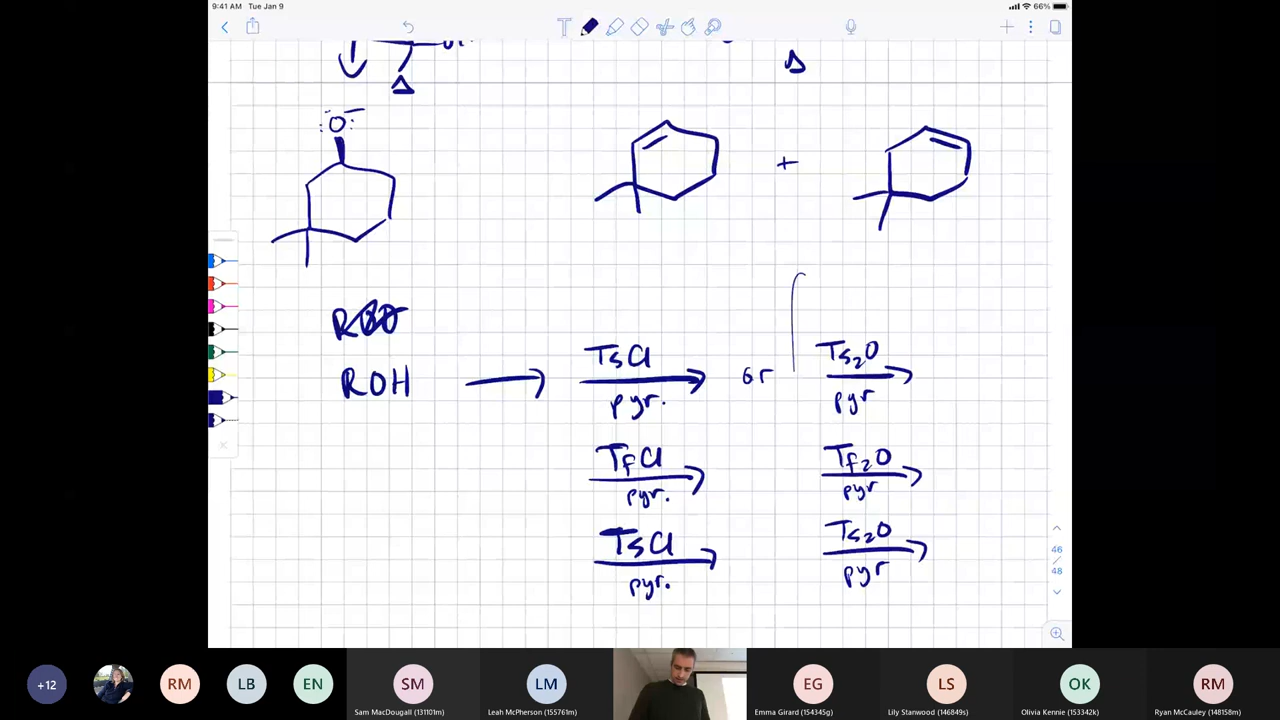 9:41 AM Tue Jan 9
66%
Δ
Δ
:Ö:⁻
+
ROH
TsCl
pyr.
or
Ts₂O
pyr
TfCl
pyr.
Tf₂O
pyr
TsCl
pyr.
Ts₂O
pyr
46
/
48
+12
RM
LB
EN
SM
Sam MacDougall (131101m)
LM
Leah McPherson (155761m)
EG
Emma Girard (154345g)
LS
Lily Stanwood (146849s)
OK
Olivia Kennie (153342k)
RM
Ryan McCauley (148158m)